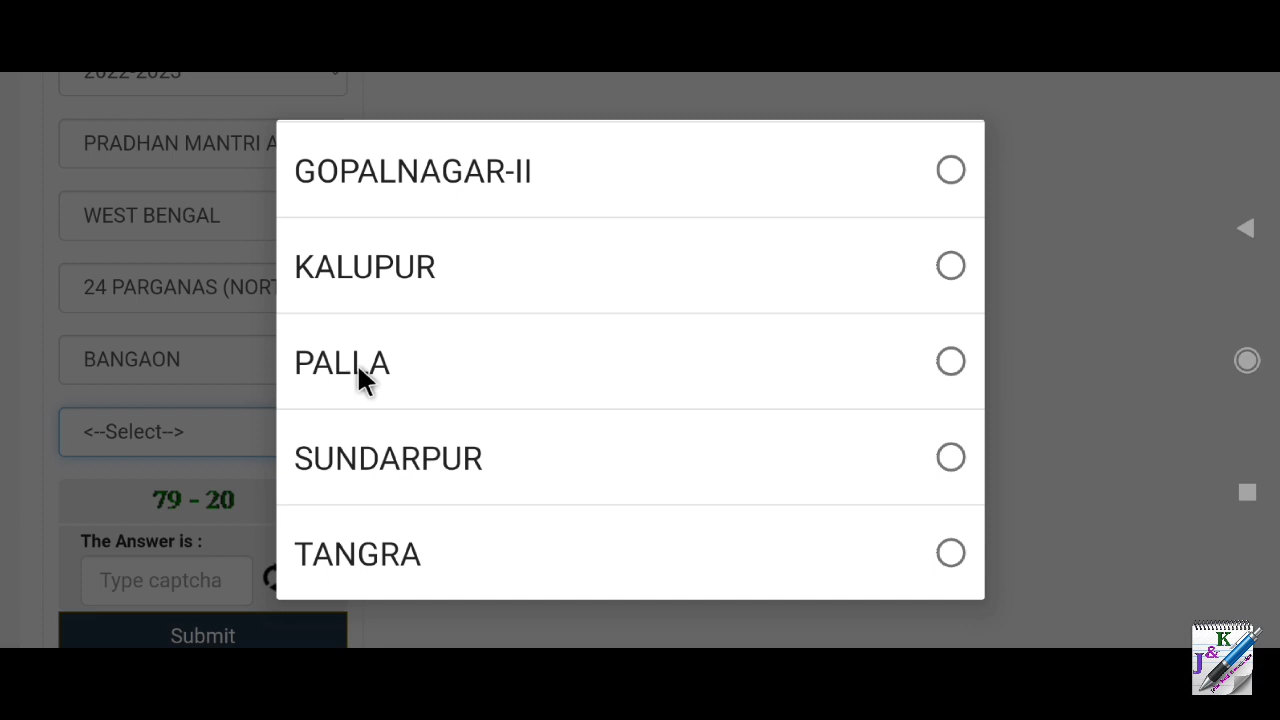 2022-2023
PRADHAN MANTRI A
WEST BENGAL
24 PARGANAS (NORT
BANGAON
<--Select-->
79 - 20
The Answer is :
Type captcha
Submit
GOPALNAGAR-II
KALUPUR
PALLA
SUNDARPUR
TANGRA
J&K